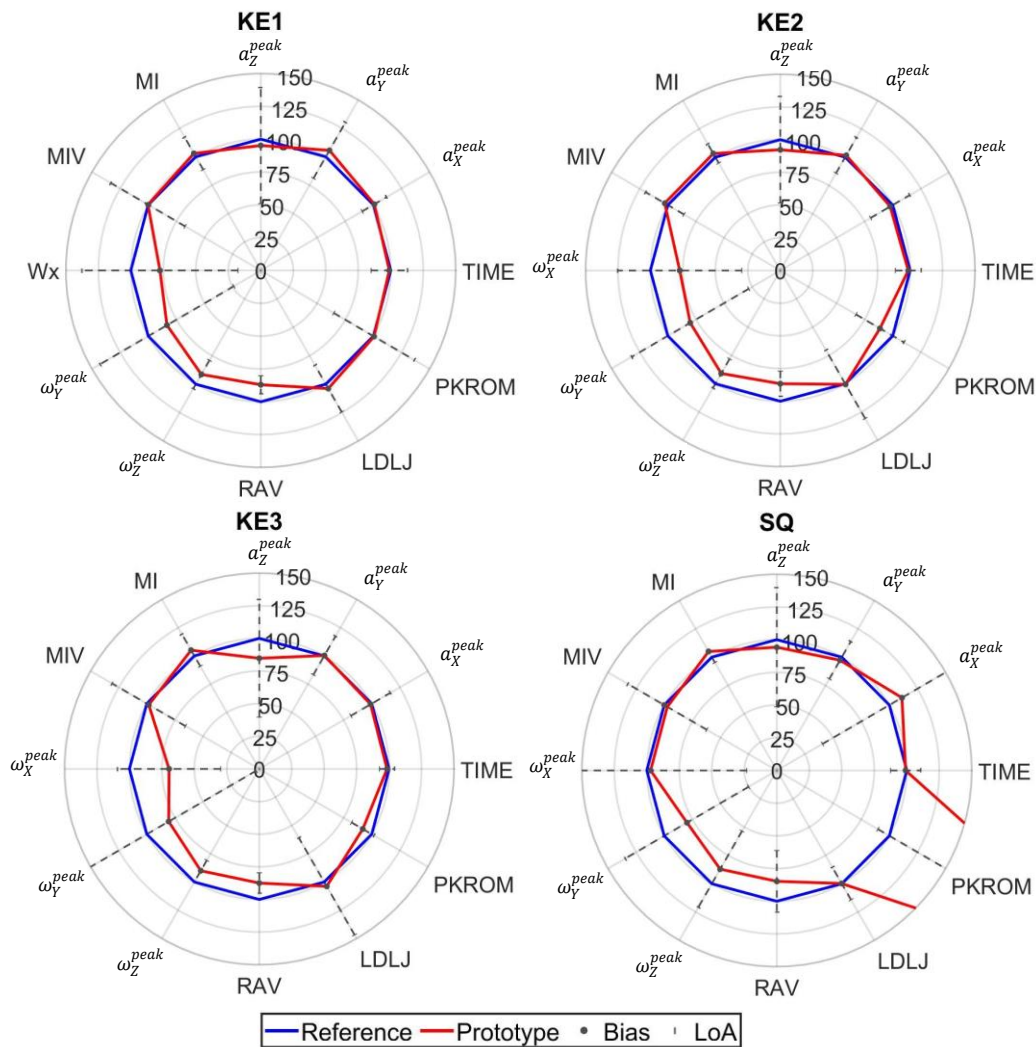 KE1
a_Z^peak
a_Y^peak
a_X^peak
TIME
PKROM
LDLJ
RAV
ω_Z^peak
ω_Y^peak
Wx
MIV
MI
150
125
100
75
50
25
0
KE2
a_Z^peak
a_Y^peak
a_X^peak
TIME
PKROM
LDLJ
RAV
ω_Z^peak
ω_Y^peak
ω_X^peak
MIV
MI
150
125
100
75
50
25
0
KE3
a_Z^peak
a_Y^peak
a_X^peak
TIME
PKROM
LDLJ
RAV
ω_Z^peak
ω_Y^peak
ω_X^peak
MIV
MI
150
125
100
75
50
25
0
SQ
a_Z^peak
a_Y^peak
a_X^peak
TIME
PKROM
LDLJ
RAV
ω_Z^peak
ω_Y^peak
ω_X^peak
MIV
MI
150
125
100
75
50
25
0
Reference Prototype Bias LoA